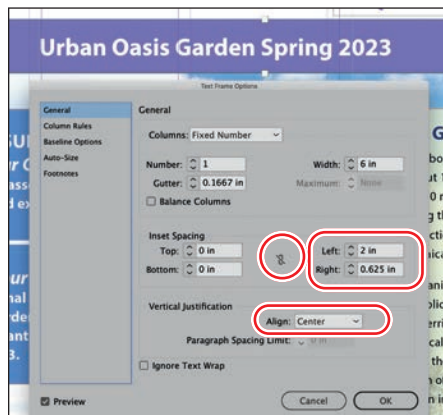 Urban Oasis Garden Spring 2023
Text Frame Options
General
Column Rules
Baseline Options
Auto-Size
Footnotes
General
Columns: Fixed Number
Number: 1 Width: 6 in
Gutter: 0.1667 in Maximum: None
Balance Columns
Inset Spacing
Top: 0 in Left: 2 in
Bottom: 0 in Right: 0.625 in
Vertical Justification
Align: Center
Paragraph Spacing Limit: 0 in
Ignore Text Wrap
Preview Cancel OK